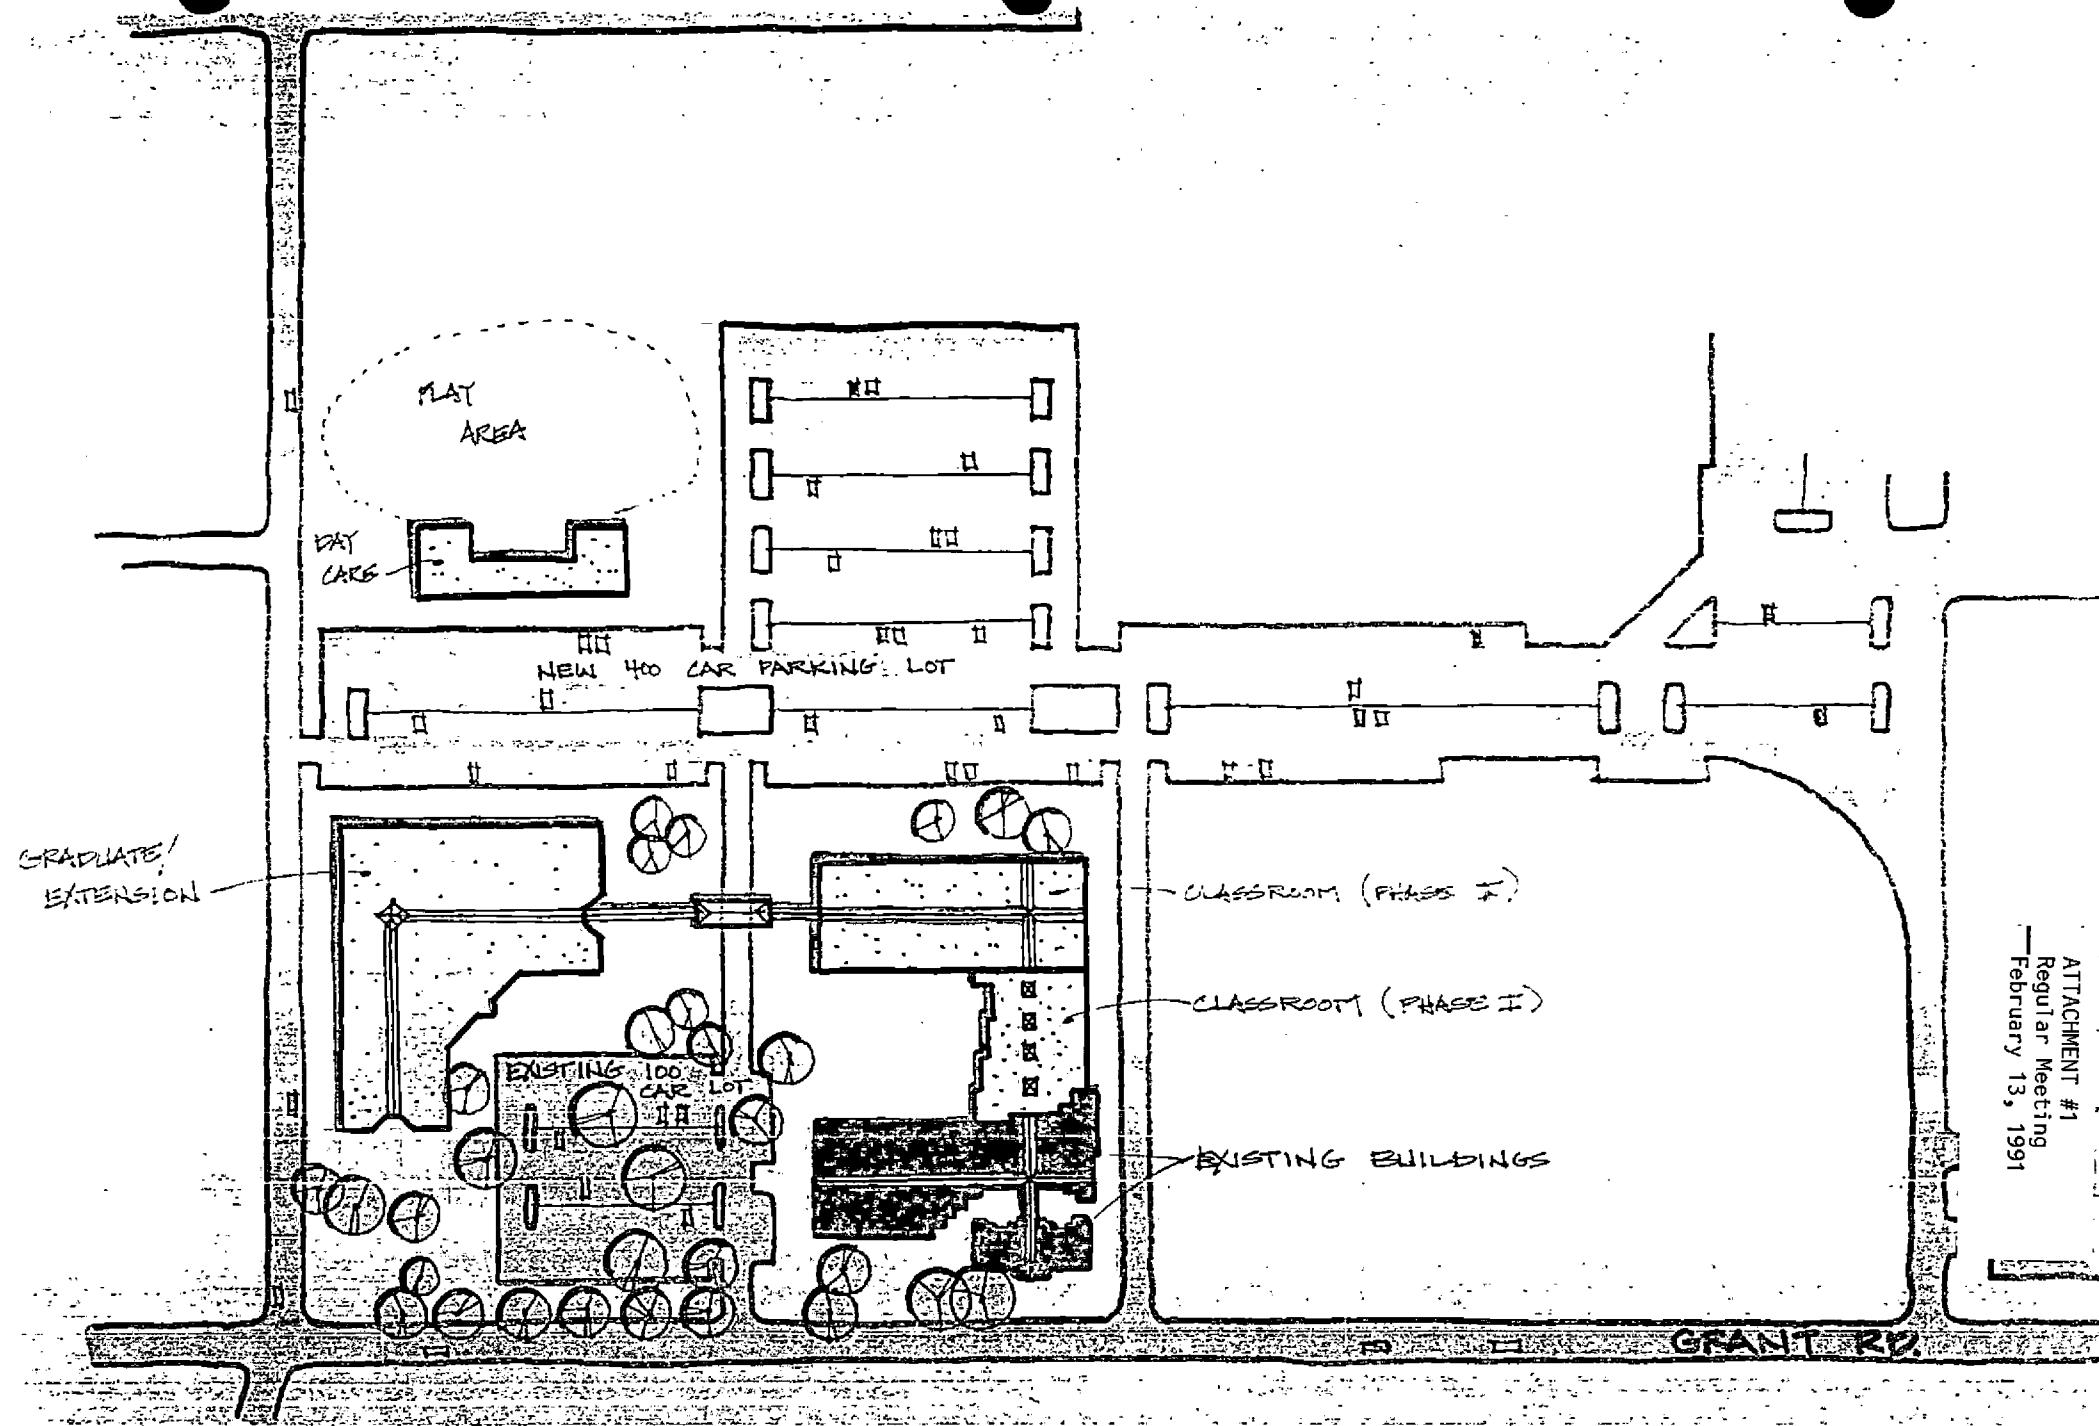 PLAY
AREA
DAY
CARE
NEW 400 CAR PARKING LOT
GRADUATE/
EXTENSION
CLASSROOM (PHASE
CLASSROOM (PHASE I)
EXISTING 100
CAR LOT
EXISTING BUILDINGS
GRANT RD.
ATTACHMENT #1
Regular Meeting
February 13, 1991